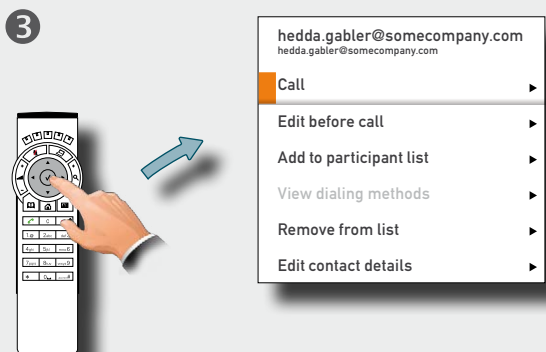 3
hedda.gabler@somecompany.com
hedda.gabler@somecompany.com
Call
Edit before call
Add to participant list
View dialing methods
Remove from list
Edit contact details